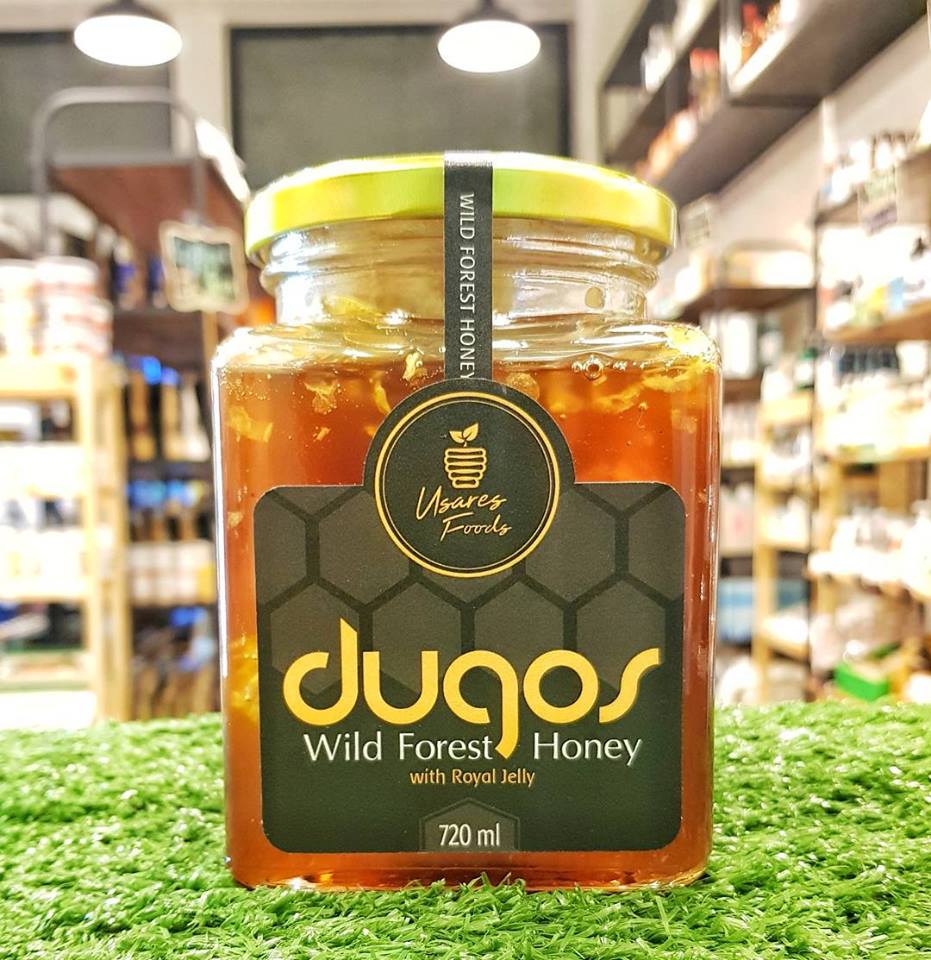 WILD FOREST HONEY
Usares
Foods
dugos
Wild Forest Honey
with Royal Jelly
720 ml